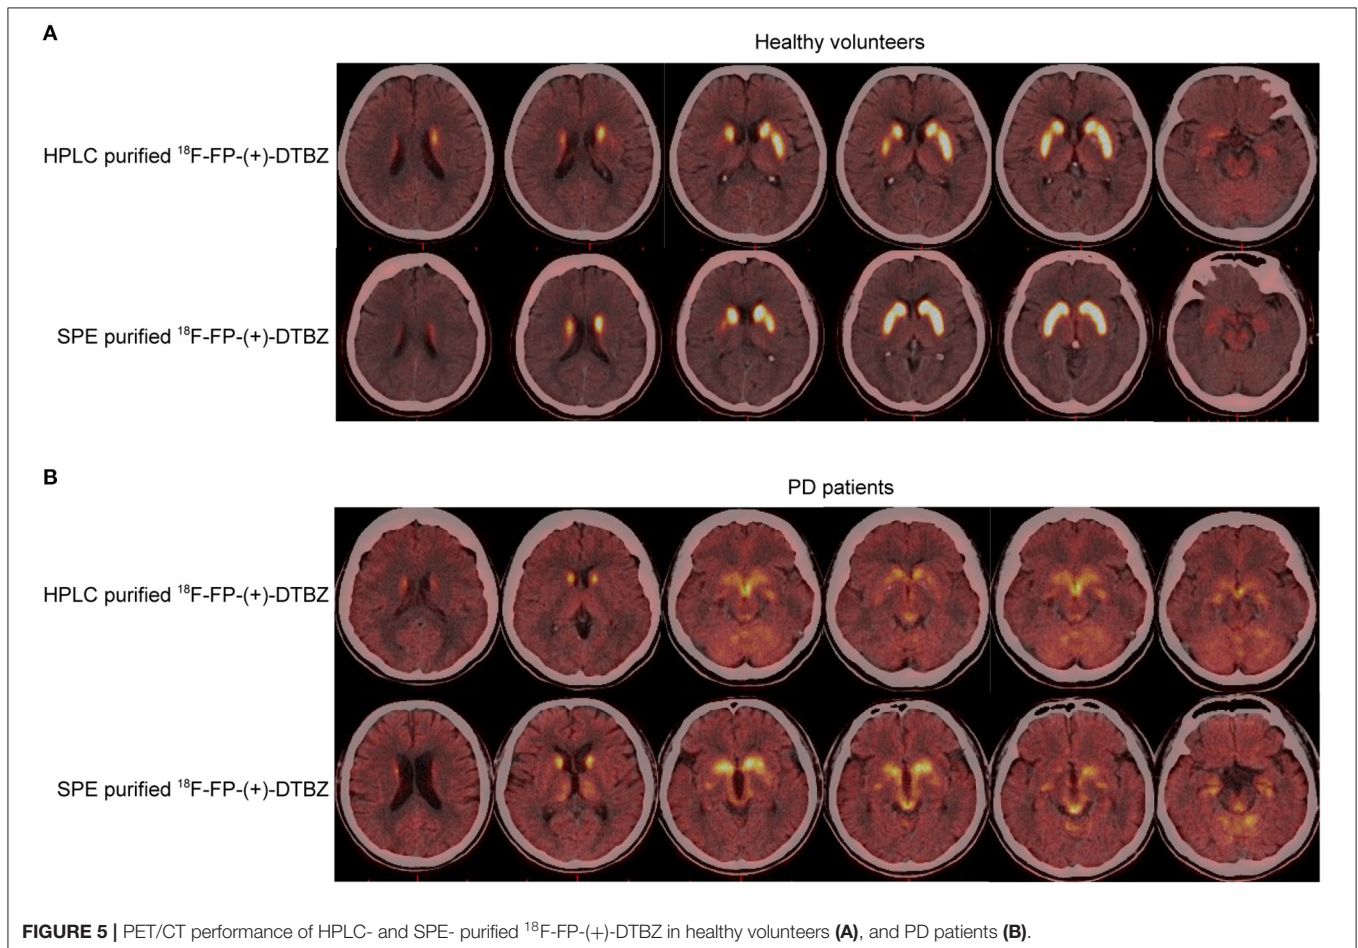 A
Healthy volunteers
HPLC purified ¹⁸F-FP-(+)-DTBZ
SPE purified ¹⁸F-FP-(+)-DTBZ
B
PD patients
HPLC purified ¹⁸F-FP-(+)-DTBZ
SPE purified ¹⁸F-FP-(+)-DTBZ
FIGURE 5 | PET/CT performance of HPLC- and SPE- purified ¹⁸F-FP-(+)-DTBZ in healthy volunteers (A), and PD patients (B).